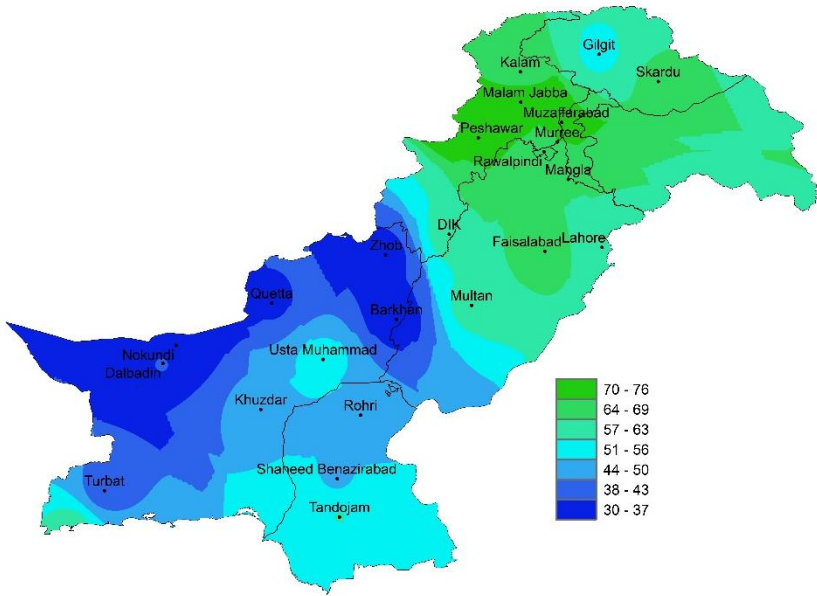 Gilgit
Kalam
Skardu
Malam Jabba
Muzafferabad
Peshawar
Murree
Rawalpindi
Mangla
DIK
Faisalabad
Lahore
Zhob
Quetta
Barkhan
Multan
Nokundi
Dalbadin
Usta Muhammad
Khuzdar
Rohri
Shaheed Benazirabad
Turbat
Tandojam
70 - 76
64 - 69
57 - 63
51 - 56
44 - 50
38 - 43
30 - 37